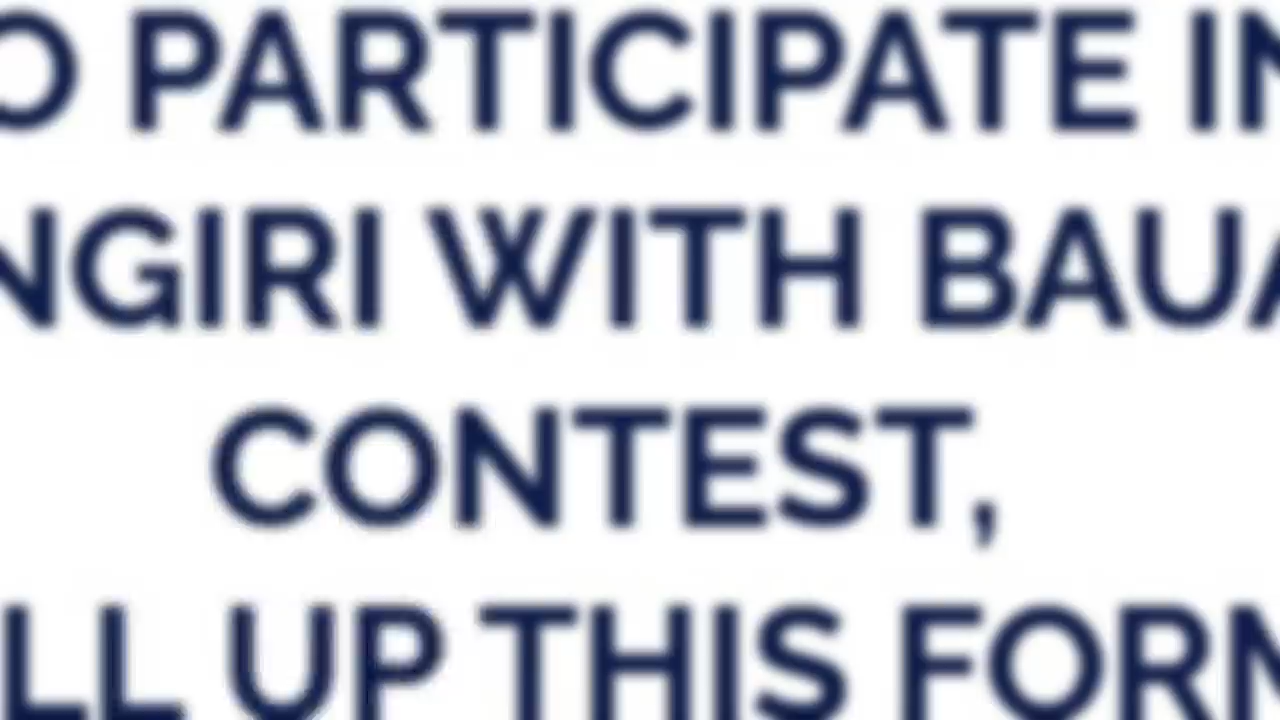 O PARTICIPATE IN
NGIRI WITH BAUA
CONTEST,
LL UP THIS FORM